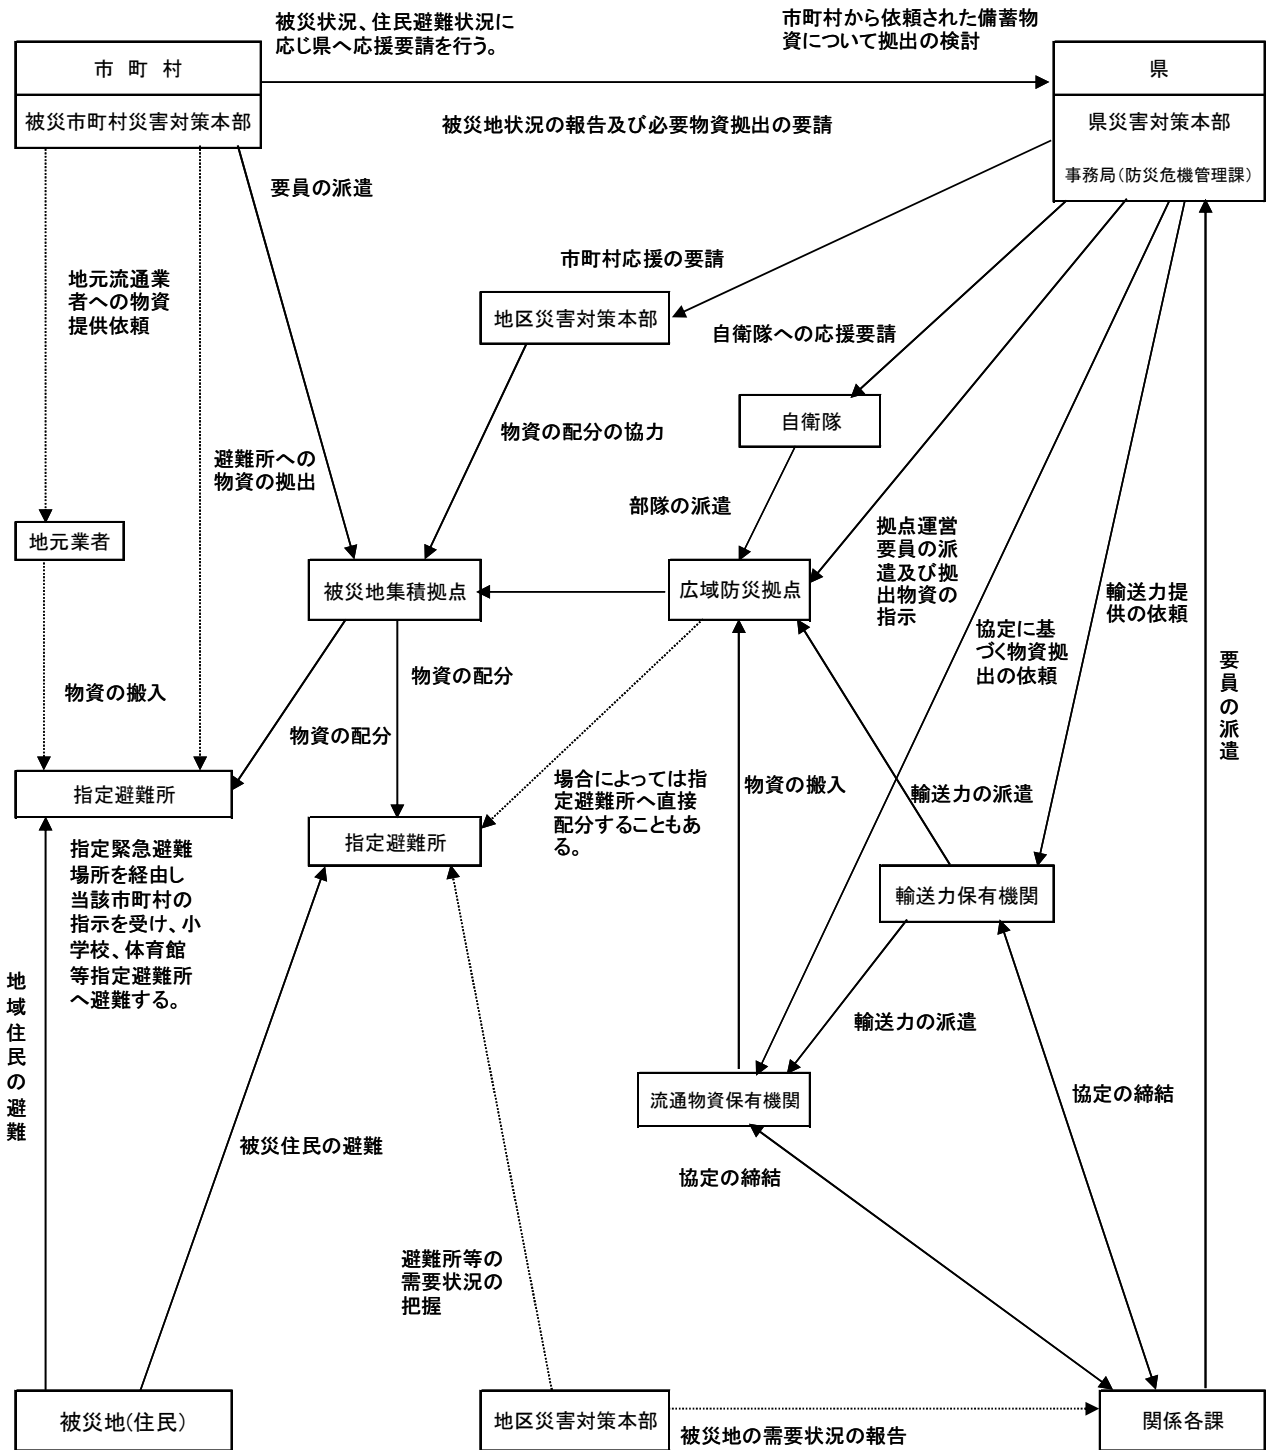 被災状況、住民避難状況に
応じ県へ応援要請を行う。
市町村から依頼された備蓄物
資について拠出の検討
市 町 村
被災市町村災害対策本部
県
県災害対策本部
事務局(防災危機管理課)
被災地状況の報告及び必要物資拠出の要請
要員の派遣
市町村応援の要請
地元流通業
者への物資
提供依頼
地区災害対策本部
自衛隊への応援要請
自衛隊
物資の配分の協力
避難所への
物資の拠出
部隊の派遣
拠点運営
要員の派
遣及び拠
出物資の
指示
地元業者
被災地集積拠点
広域防災拠点
輸送力提
供の依頼
協定に基
づく物資拠
出の依頼
要員の派遣
物資の搬入
物資の配分
物資の配分
指定避難所
場合によっては指
定避難所へ直接
配分することもあ
る。
物資の搬入
輸送力の派遣
指定避難所
指定緊急避難
場所を経由し
当該市町村の
指示を受け、小
学校、体育館
等指定避難所
へ避難する。
輸送力保有機関
地域住民の避難
輸送力の派遣
流通物資保有機関
協定の締結
被災住民の避難
協定の締結
避難所等の
需要状況の
把握
被災地(住民)
地区災害対策本部
被災地の需要状況の報告
関係各課